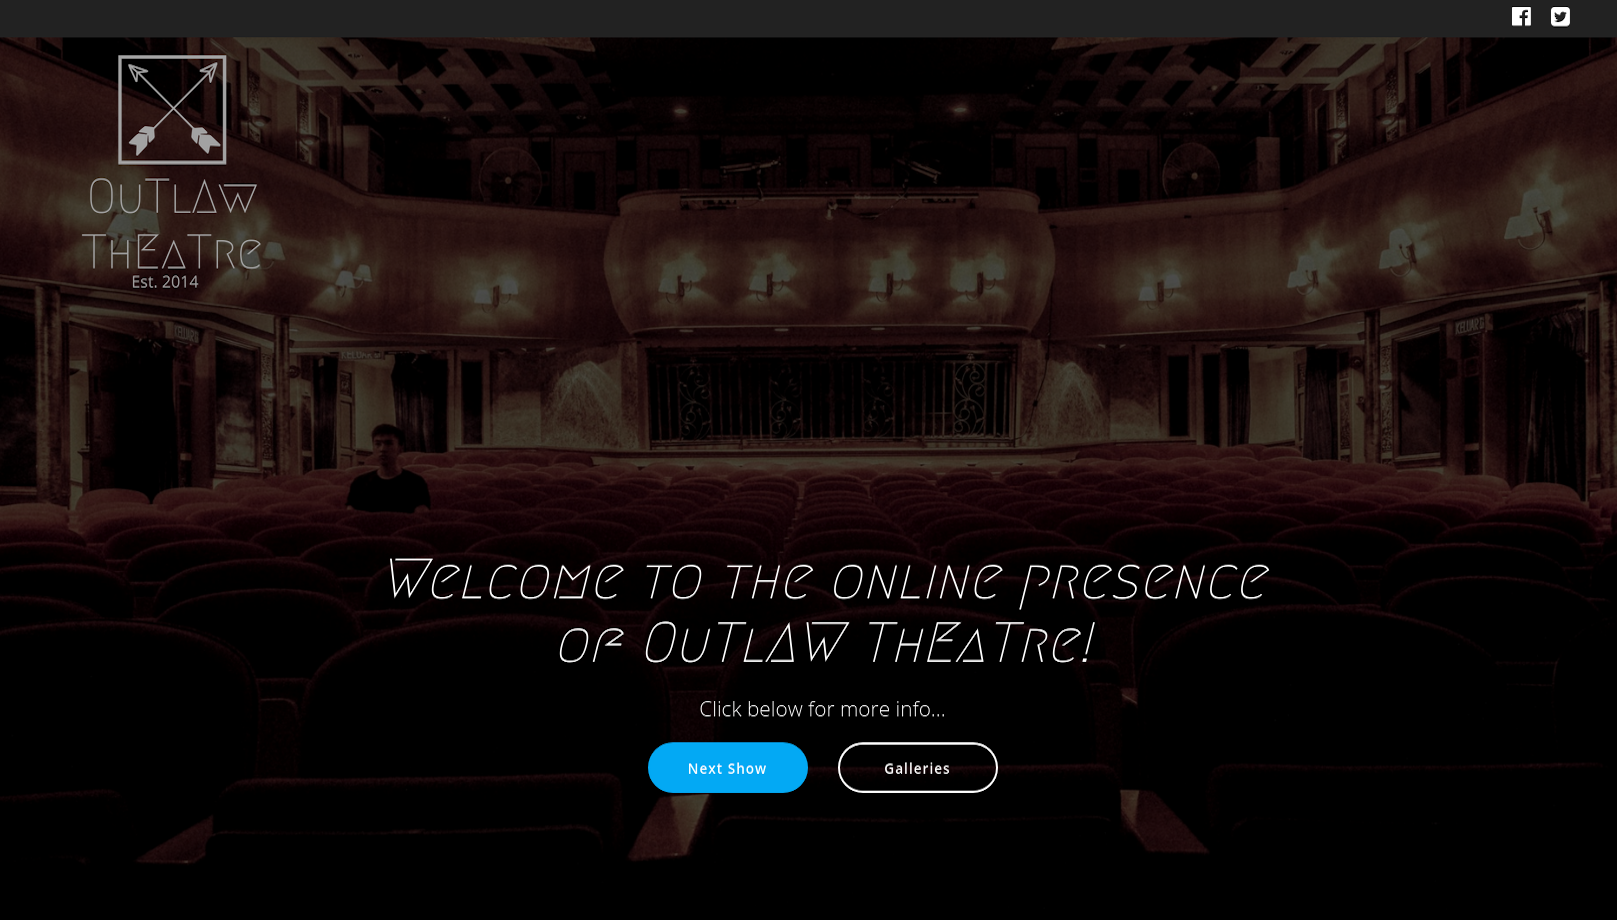 OuTLAW
THEATre
Est. 2014
Welcome to the online presence
of OuTLAW THEATre!
Click below for more info...
Next Show
Galleries